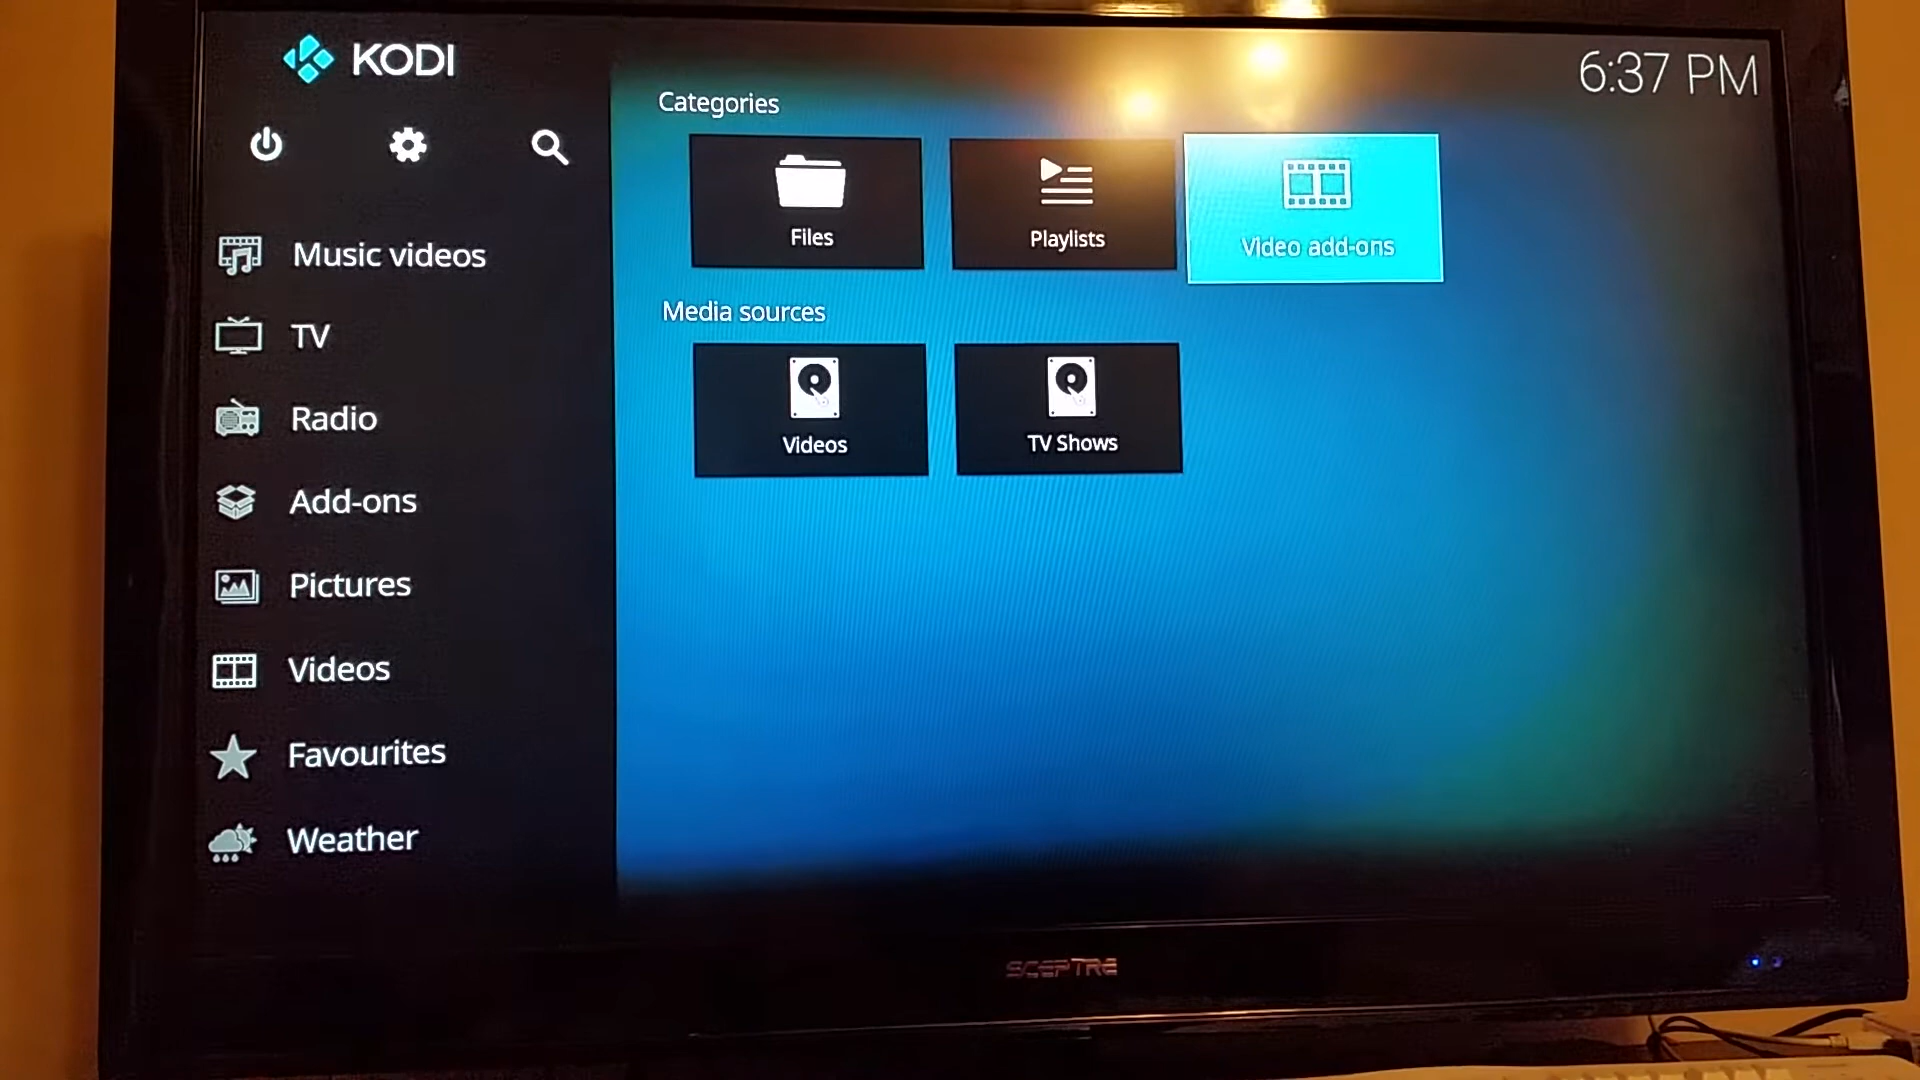 KODI
6:37 PM
Music videos
TV
Radio
Add-ons
Pictures
Videos
Favourites
Weather
Categories
Files
Playlists
Video add-ons
Media sources
Videos
TV Shows
SCEPTRE